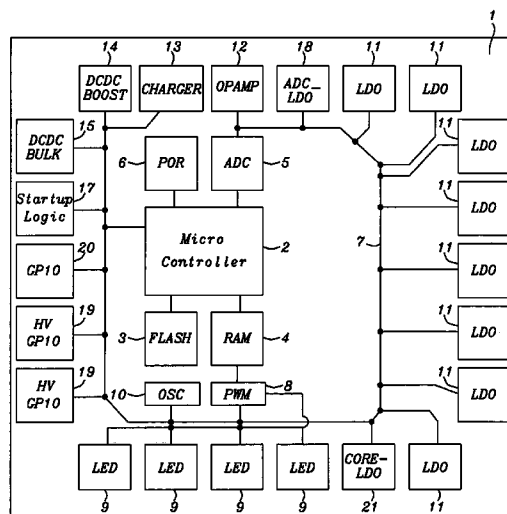 1
14 13 12 18 11 11
DCDC BOOST
CHARGER
OPAMP
ADC_LDO
LDO
LDO
15
DCDC BULK
6
POR
ADC
5
11
LDO
17
Startup Logic
Micro Controller
2
11
LDO
20
GP10
7
11
LDO
19
HV GP10
3
FLASH
RAM
4
11
LDO
19
HV GP10
10
OSC
PWM
8
11
LDO
LED
LED
LED
LED
CORE-LDO
LDO
9 9 9 9 21 11